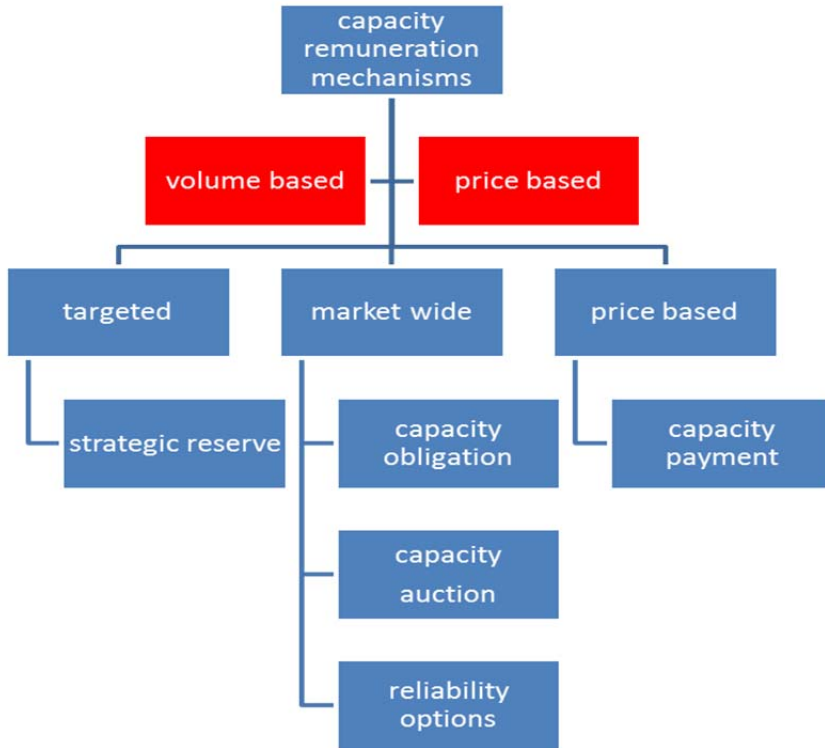 capacity
remuneration
mechanisms
volume based
price based
targeted
market wide
price based
strategic reserve
capacity
obligation
capacity
payment
capacity
auction
reliability
options